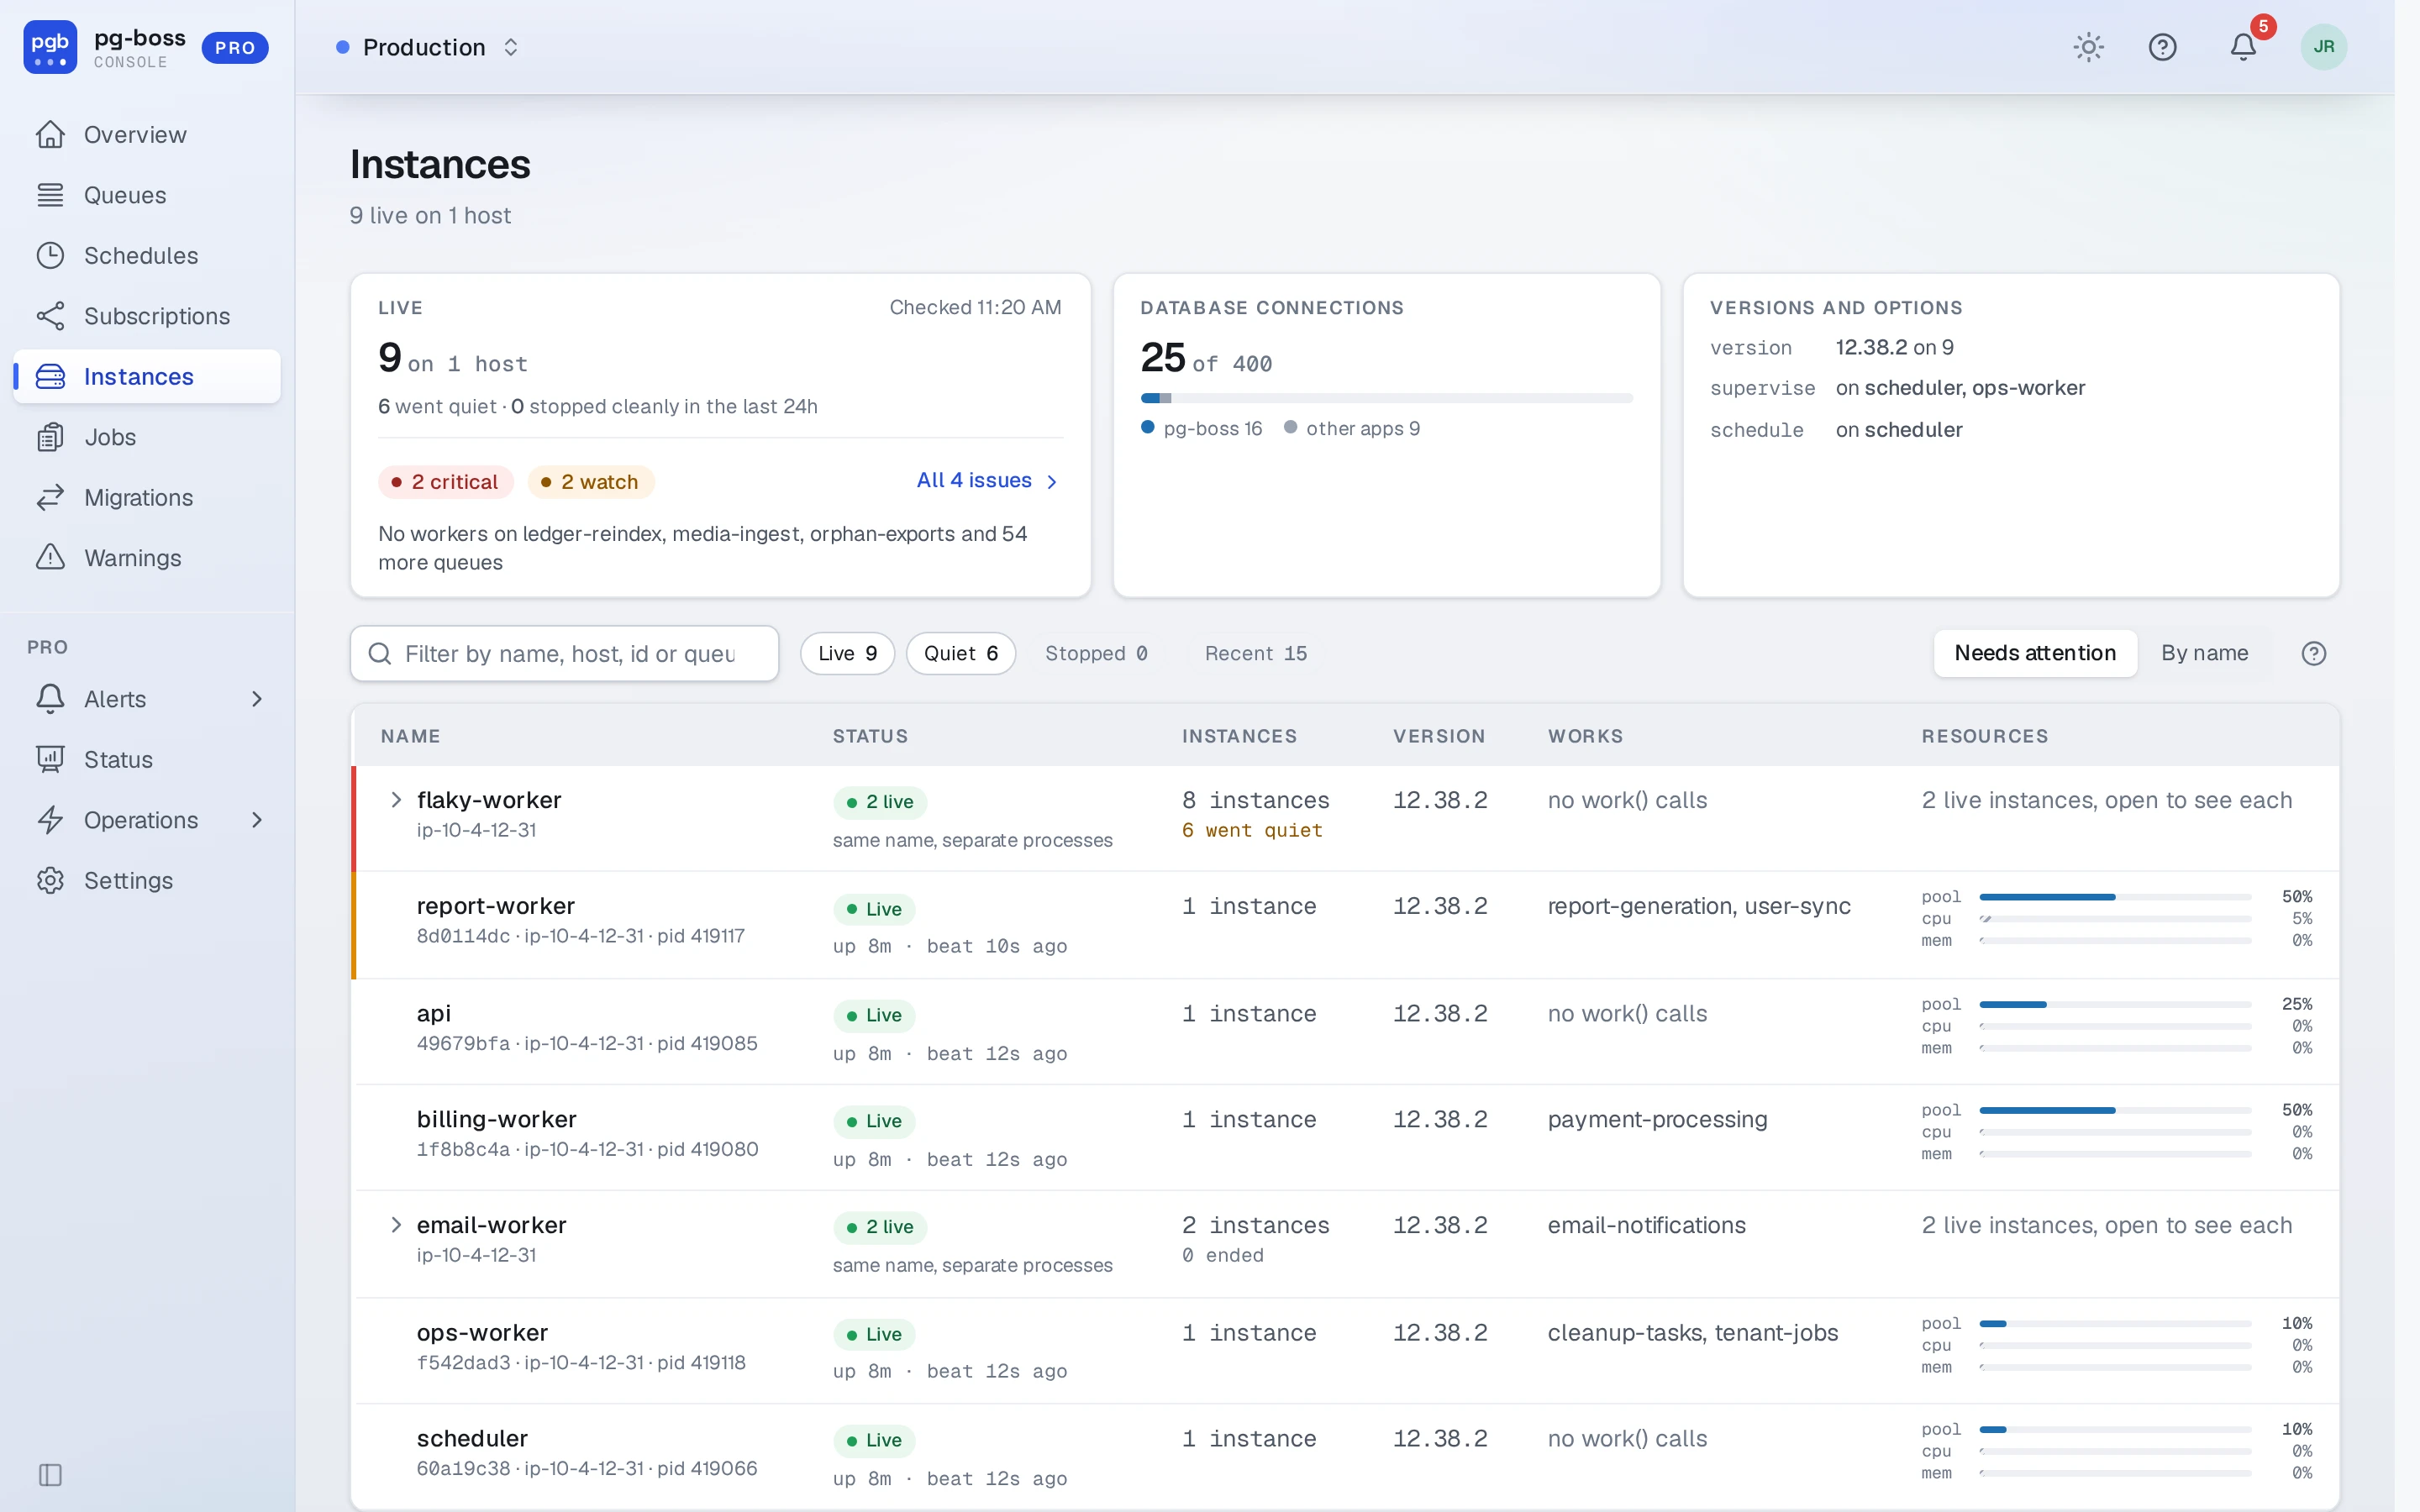 pgb
pg-boss
CONSOLE
PRO
Production
5
JR
Overview
Queues
Schedules
Subscriptions
Instances
Jobs
Migrations
Warnings
PRO
Alerts
Status
Operations
Settings
Instances
9 live on 1 host
LIVE
Checked 11:20 AM
9 on 1 host
6 went quiet · 0 stopped cleanly in the last 24h
2 critical
2 watch
All 4 issues
No workers on ledger-reindex, media-ingest, orphan-exports and 54
more queues
DATABASE CONNECTIONS
25 of 400
pg-boss 16
other apps 9
VERSIONS AND OPTIONS
version 12.38.2 on 9
supervise on scheduler, ops-worker
schedule on scheduler
Filter by name, host, id or queu
Live 9
Quiet 6
Stopped 0
Recent 15
Needs attention
By name
NAME STATUS INSTANCES VERSION WORKS RESOURCES
flaky-worker
ip-10-4-12-31
2 live
same name, separate processes
8 instances
6 went quiet
12.38.2
no work() calls
2 live instances, open to see each
report-worker
8d0114dc · ip-10-4-12-31 · pid 419117
Live
up 8m · beat 10s ago
1 instance
12.38.2
report-generation, user-sync
pool 50%
cpu 5%
mem 0%
api
49679bfa · ip-10-4-12-31 · pid 419085
Live
up 8m · beat 12s ago
1 instance
12.38.2
no work() calls
pool 25%
cpu 0%
mem 0%
billing-worker
1f8b8c4a · ip-10-4-12-31 · pid 419080
Live
up 8m · beat 12s ago
1 instance
12.38.2
payment-processing
pool 50%
cpu 0%
mem 0%
email-worker
ip-10-4-12-31
2 live
same name, separate processes
2 instances
0 ended
12.38.2
email-notifications
2 live instances, open to see each
ops-worker
f542dad3 · ip-10-4-12-31 · pid 419118
Live
up 8m · beat 12s ago
1 instance
12.38.2
cleanup-tasks, tenant-jobs
pool 10%
cpu 0%
mem 0%
scheduler
60a19c38 · ip-10-4-12-31 · pid 419066
Live
up 8m · beat 12s ago
1 instance
12.38.2
no work() calls
pool 10%
cpu 0%
mem 0%